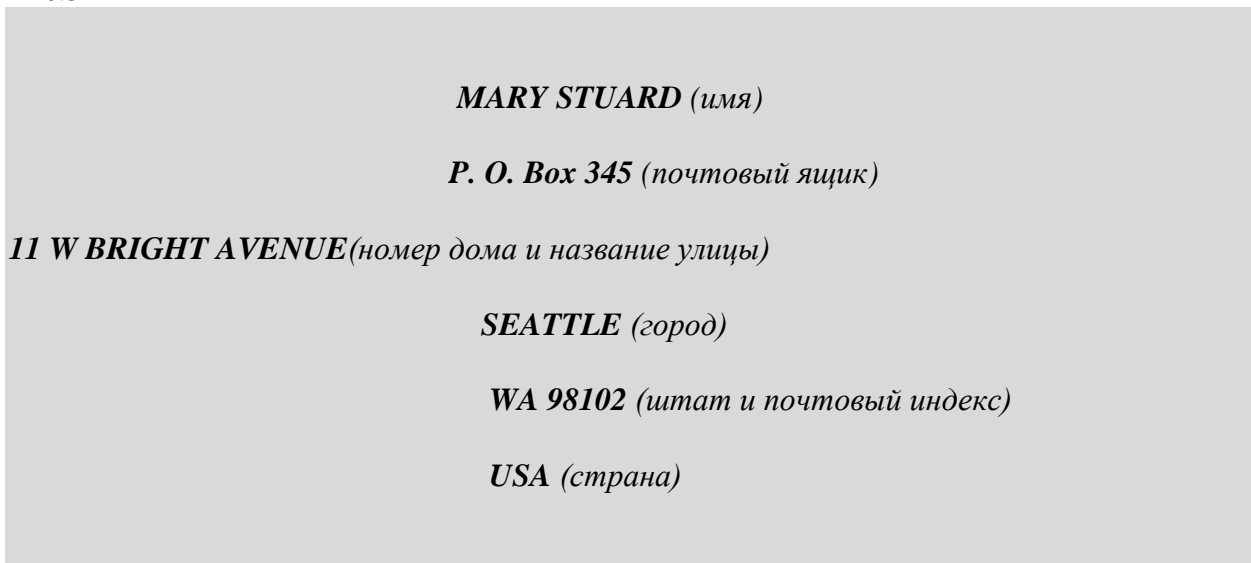 MARY STUARD (имя)
P. O. Box 345 (почтовый ящик)
11 W BRIGHT AVENUE(номер дома и название улицы)
SEATTLE (город)
WA 98102 (штат и почтовый индекс)
USA (страна)